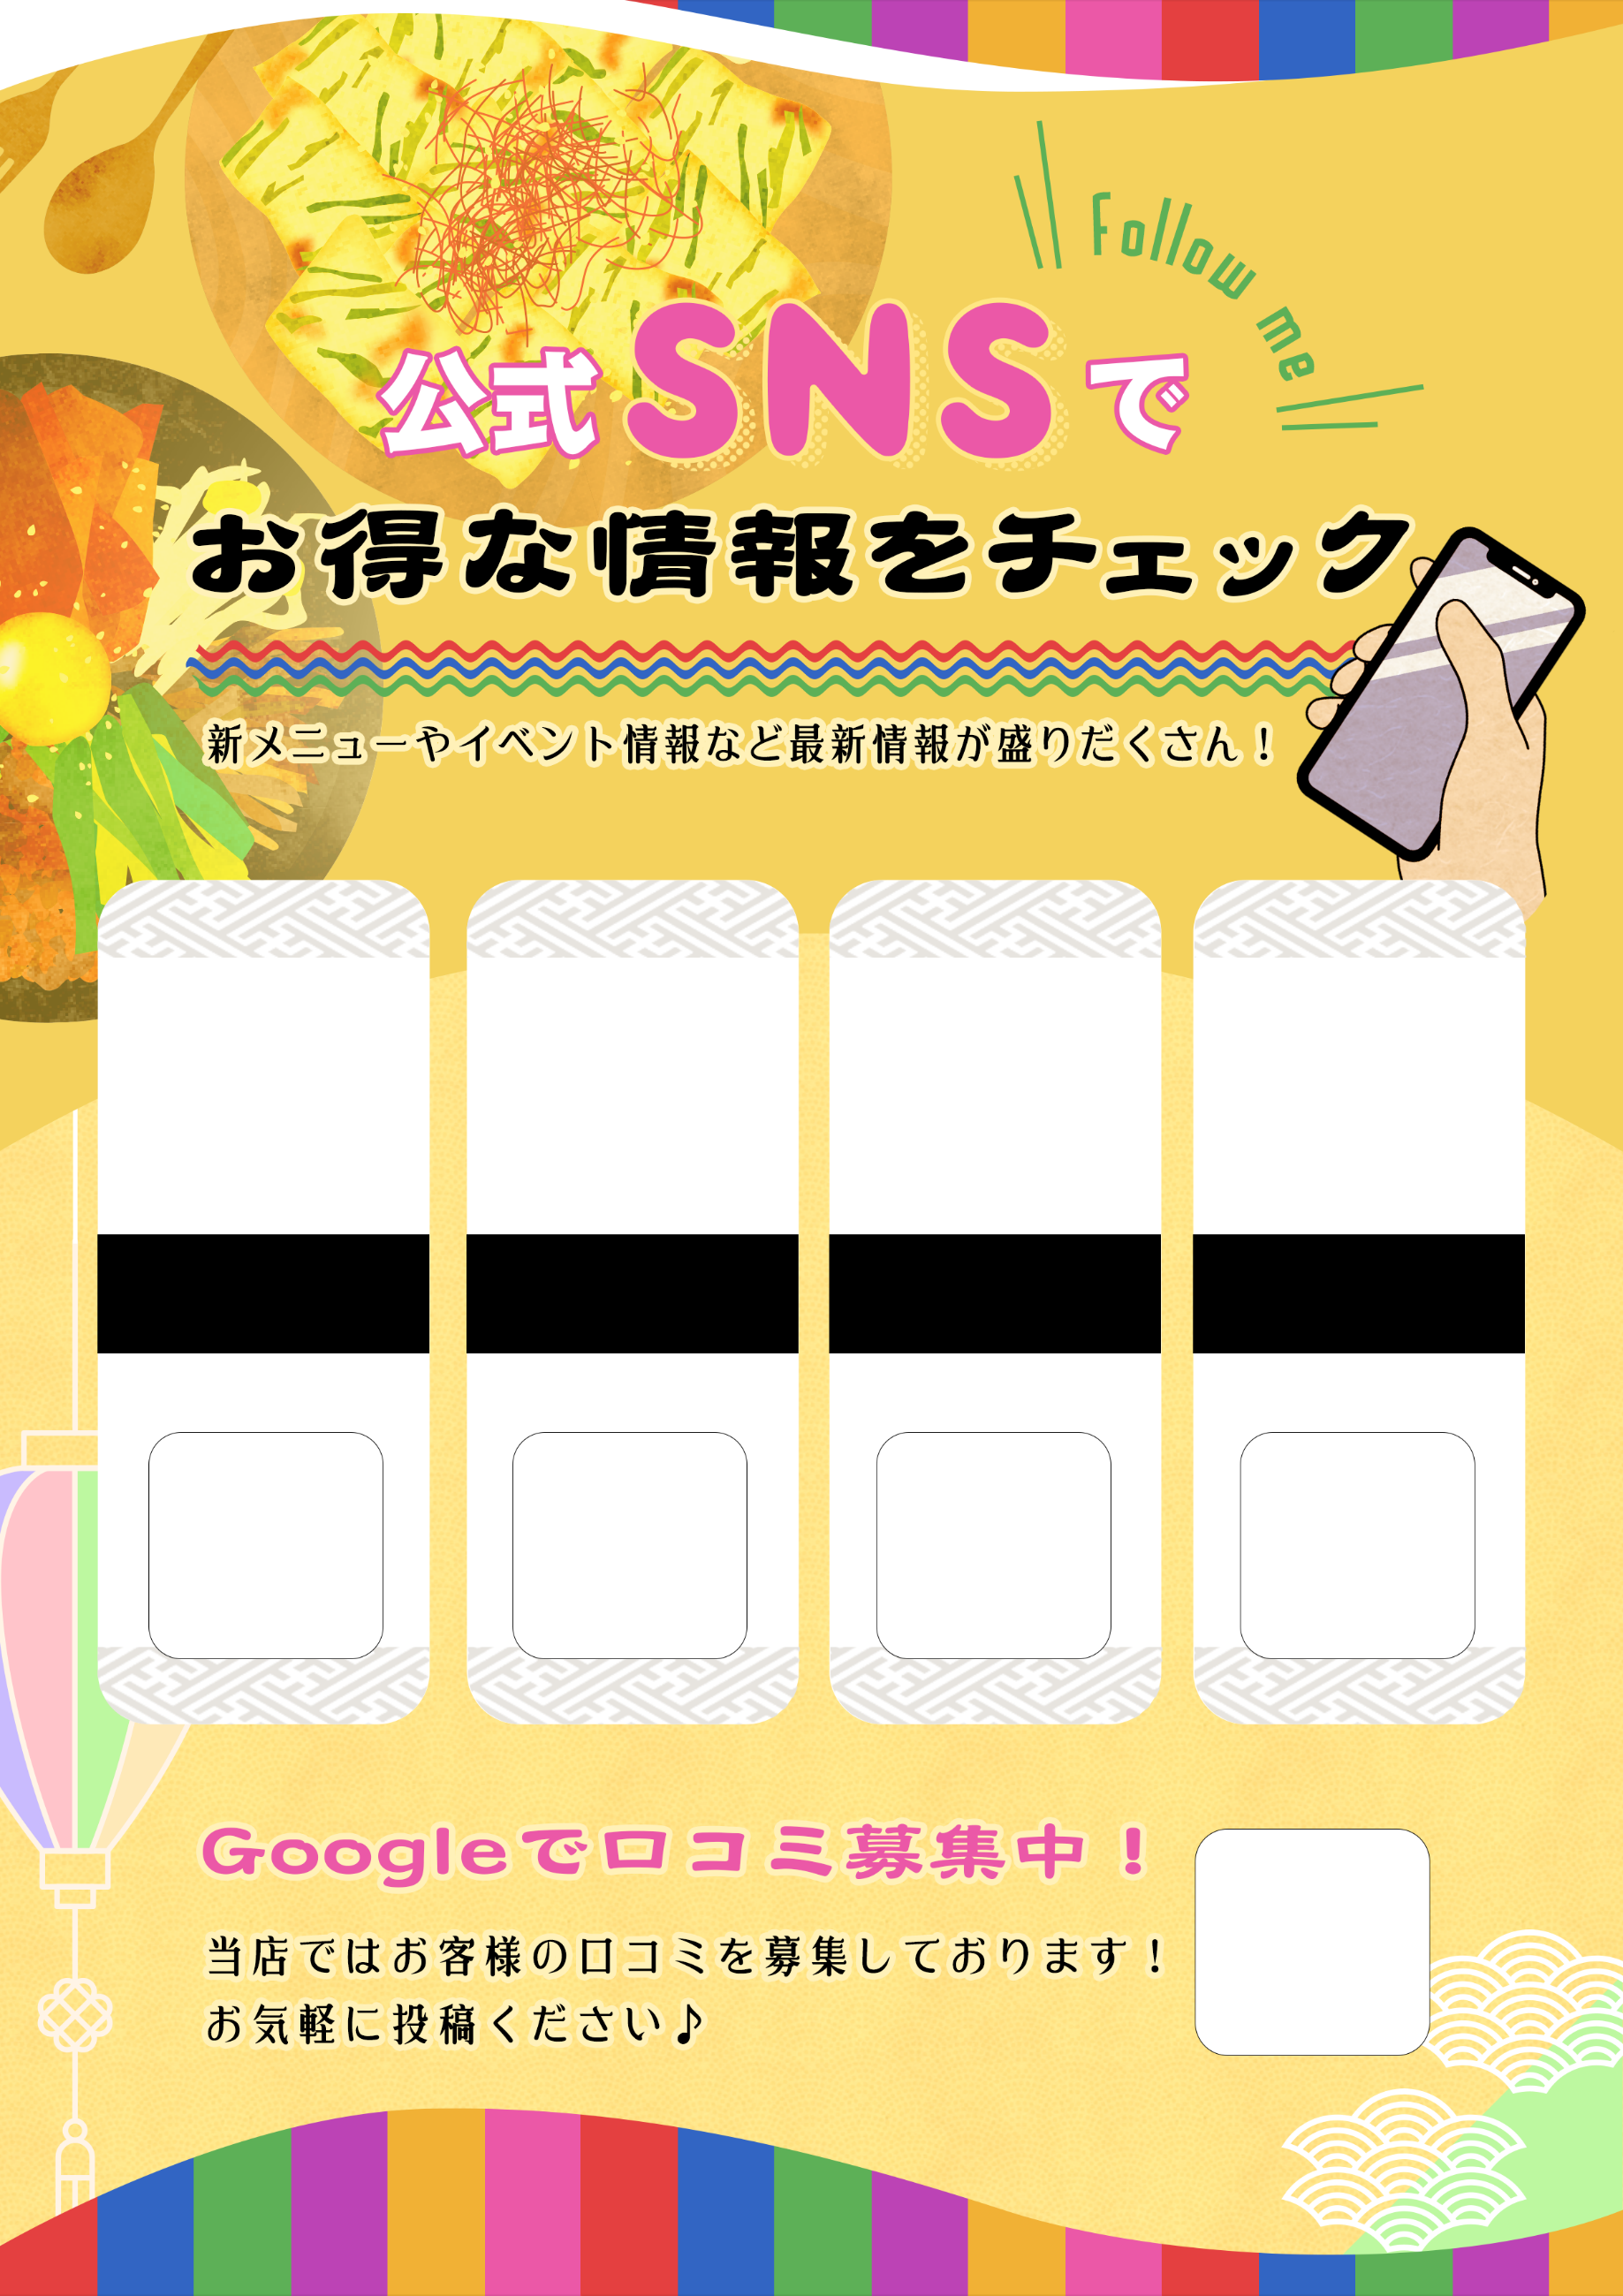 Follow me
公式SNSで
お得な情報をチェック
新メニューやイベント情報など最新情報が盛りだくさん！
Googleで口コミ募集中！
当店ではお客様の口コミを募集しております！
お気軽に投稿ください♪